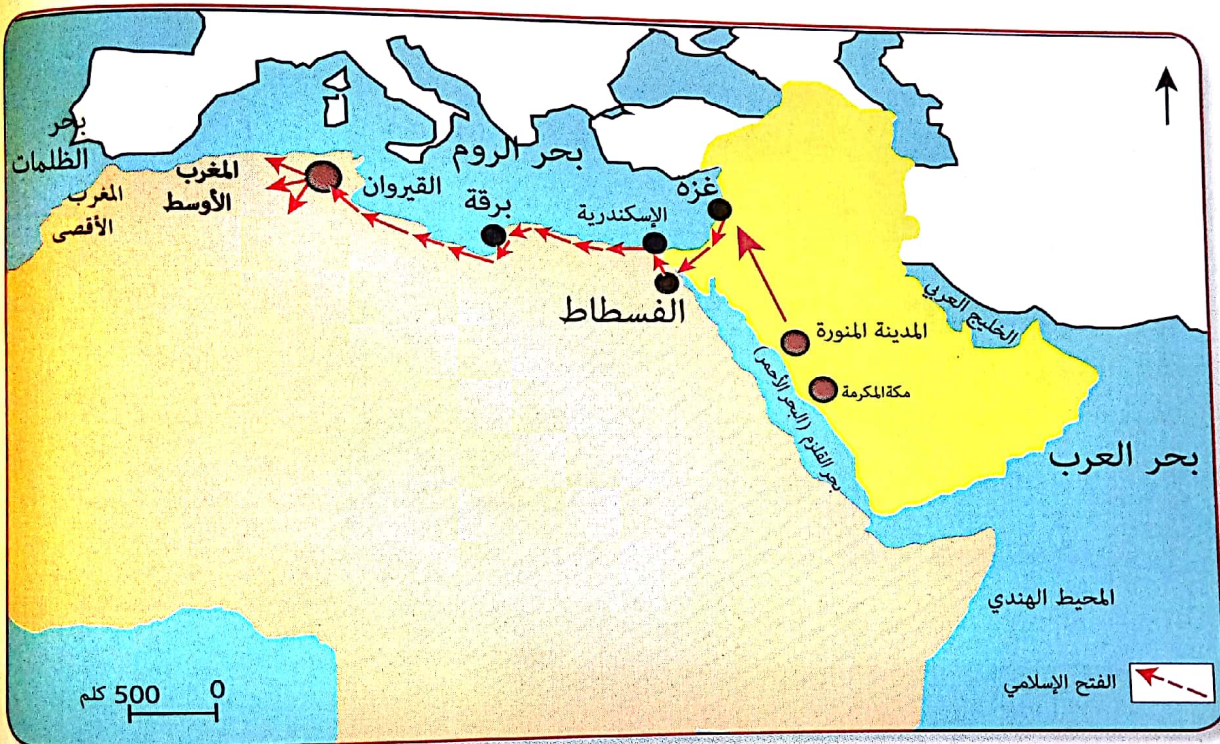 بحر
الظلمات
المغرب
الأقصى
المغرب
الأوسط
القيروان
بحر الروم
برقة
الإسكندرية
غزه
الفسطاط
المدينة المنورة
مكة المكرمة
بحر القلزم (البحر الأحمر)
الخليج العربي
بحر العرب
المحيط الهندي
الفتح الإسلامي
0 500 كلم